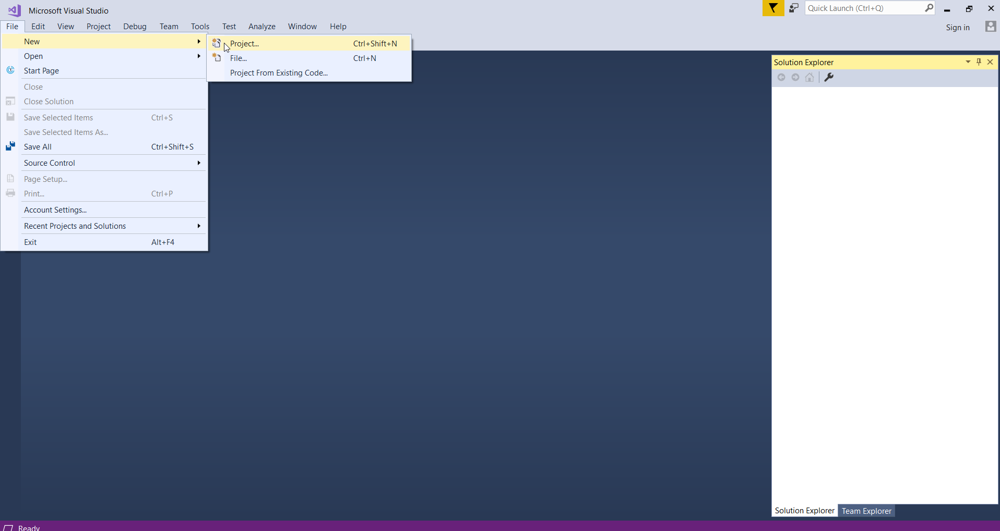 Microsoft Visual Studio
Quick Launch (Ctrl+Q)
File Edit View Project Debug Team Tools Test Analyze Window Help
Sign in
New
Open
Start Page
Close
Close Solution
Save Selected Items Ctrl+S
Save Selected Items As...
Save All Ctrl+Shift+S
Source Control
Page Setup...
Print... Ctrl+P
Account Settings...
Recent Projects and Solutions
Exit Alt+F4
Project... Ctrl+Shift+N
File... Ctrl+N
Project From Existing Code...
Solution Explorer
Solution Explorer Team Explorer
Ready